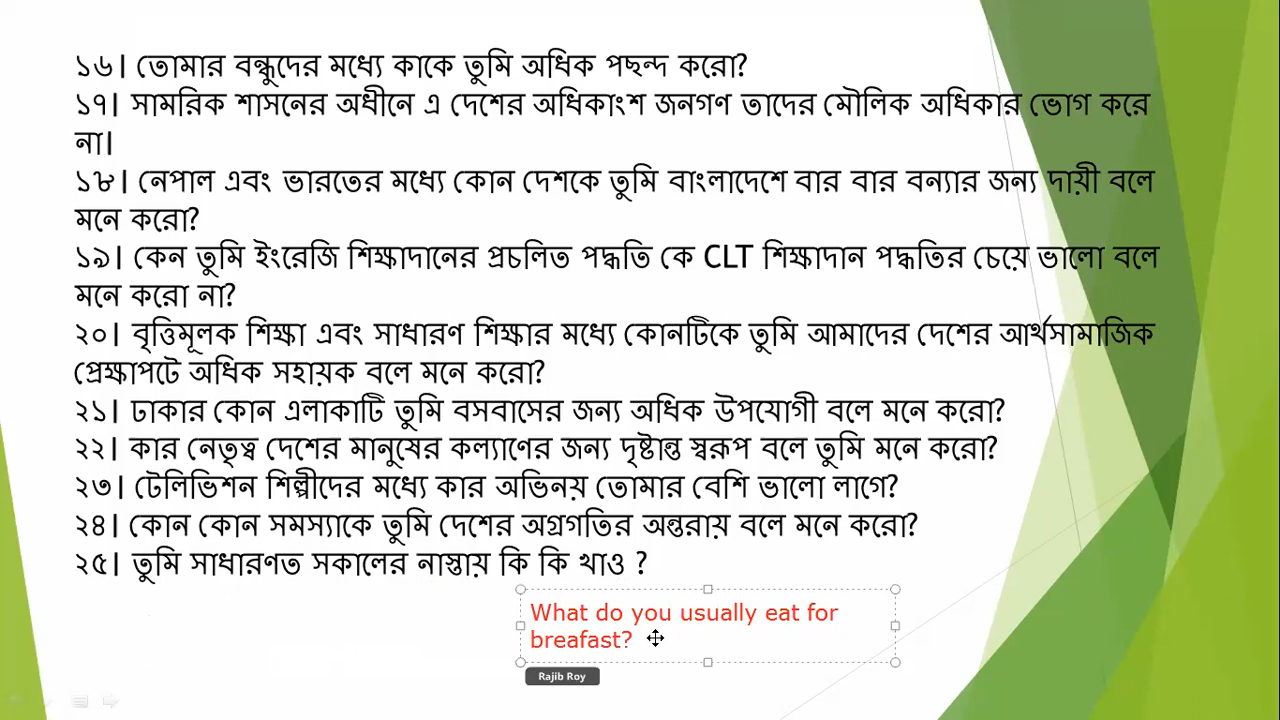 ১৬। তোমার বন্ধুদের মধ্যে কাকে তুমি অধিক পছন্দ করো?
১৭। সামরিক শাসনের অধীনে এ দেশের অধিকাংশ জনগণ তাদের মৌলিক অধিকার ভোগ করে
না।
১৮। নেপাল এবং ভারতের মধ্যে কোন দেশকে তুমি বাংলাদেশে বার বার বন্যার জন্য দায়ী বলে
মনে করো?
১৯। কেন তুমি ইংরেজি শিক্ষাদানের প্রচলিত পদ্ধতি কে CLT শিক্ষাদান পদ্ধতির চেয়ে ভালো বলে
মনে করো না?
২০। বৃত্তিমূলক শিক্ষা এবং সাধারণ শিক্ষার মধ্যে কোনটিকে তুমি আমাদের দেশের আর্থসামাজিক
প্রেক্ষাপটে অধিক সহায়ক বলে মনে করো?
২১। ঢাকার কোন এলাকাটি তুমি বসবাসের জন্য অধিক উপযোগী বলে মনে করো?
২২। কার নেতৃত্ব দেশের মানুষের কল্যাণের জন্য দৃষ্টান্ত স্বরূপ বলে তুমি মনে করো?
২৩। টেলিভিশন শিল্পীদের মধ্যে কার অভিনয় তোমার বেশি ভালো লাগে?
২৪। কোন কোন সমস্যাকে তুমি দেশের অগ্রগতির অন্তরায় বলে মনে করো?
২৫। তুমি সাধারণত সকালের নাস্তায় কি কি খাও ?
What do you usually eat for
breafast?
Rajib Roy